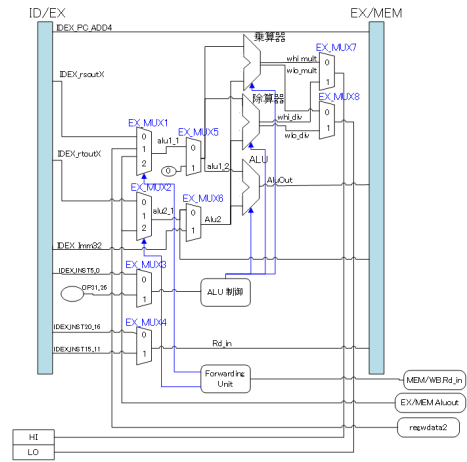 ID/EX
EX/MEM
IDEX_PC_ADD4
乗算器
EX_MUX7
whi_mult
0
IDEX_rsoutX
wlo_mult
1
EX_MUX8
除算器
0
EX_MUX1
whi_div
EX_MUX5
1
0
alu1_1
0
wlo_div
1
IDEX_rtoutX
ALU
2
0
1
alu1_2
AluOut
EX_MUX2
EX_MUX6
0
alu2_1
0
1
Alu2
2
1
IDEX_Imm32
EX_MUX3
IDEX_INST5_0
0
OP31_26
1
ALU 制御
EX_MUX4
IDEX_INST20_16
0
Rd_in
IDEX_INST15_11
1
Forwarding
Unit
MEM/WB.Rd_in
EX/MEM Aluout
regwdata2
HI
LO